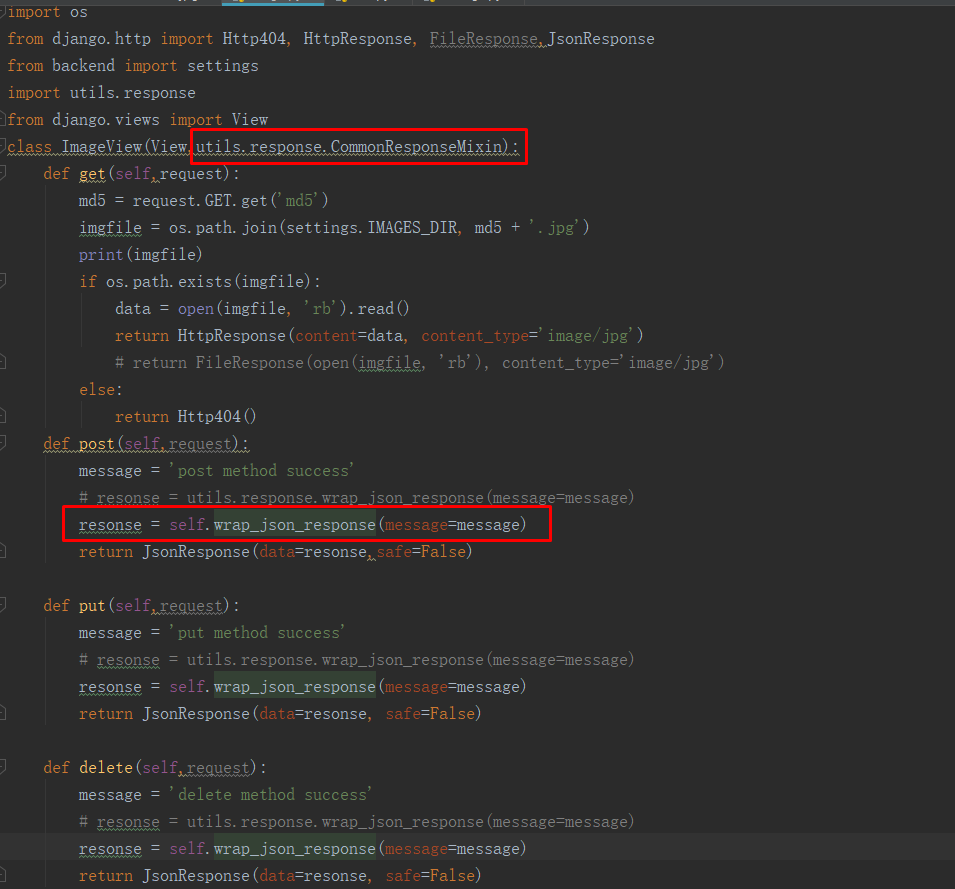 import os
from django.http import Http404, HttpResponse, FileResponse,JsonResponse
from backend import settings
import utils.response
from django.views import View
class ImageView(View,utils.response.CommonResponseMixin):
    def get(self,request):
        md5 = request.GET.get('md5')
        imgfile = os.path.join(settings.IMAGES_DIR, md5 + '.jpg')
        print(imgfile)
        if os.path.exists(imgfile):
            data = open(imgfile, 'rb').read()
            return HttpResponse(content=data, content_type='image/jpg')
            # return FileResponse(open(imgfile, 'rb'), content_type='image/jpg')
        else:
            return Http404()
    def post(self,request):
        message = 'post method success'
        # resonse = utils.response.wrap_json_response(message=message)
        resonse = self.wrap_json_response(message=message)
        return JsonResponse(data=resonse,safe=False)
    def put(self,request):
        message = 'put method success'
        # resonse = utils.response.wrap_json_response(message=message)
        resonse = self.wrap_json_response(message=message)
        return JsonResponse(data=resonse, safe=False)
    def delete(self,request):
        message = 'delete method success'
        # resonse = utils.response.wrap_json_response(message=message)
        resonse = self.wrap_json_response(message=message)
        return JsonResponse(data=resonse, safe=False)